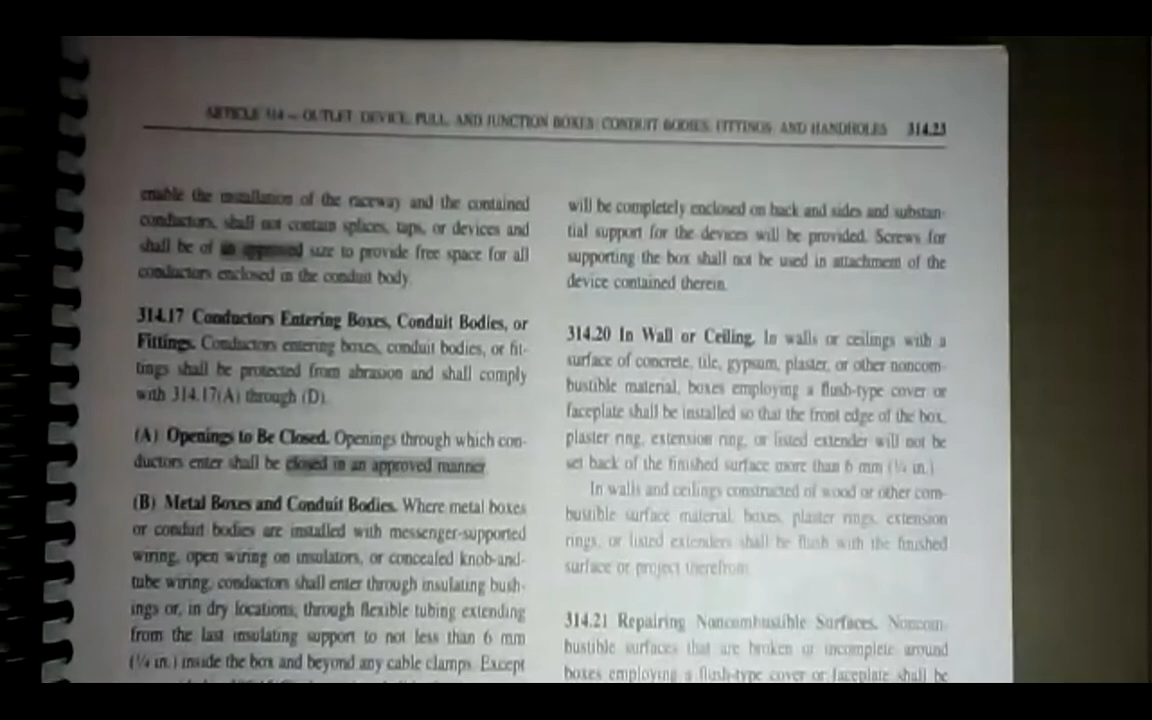 ARTICLE 314 — OUTLET, DEVICE, PULL, AND JUNCTION BOXES; CONDUIT BODIES; FITTINGS; AND HANDHOLES 314.23
enable the installation of the raceway and the contained
conductors, shall not contain splices, taps, or devices and
shall be of an approved size to provide free space for all
conductors enclosed in the conduit body.
314.17 Conductors Entering Boxes, Conduit Bodies, or
Fittings. Conductors entering boxes, conduit bodies, or fit-
tings shall be protected from abrasion and shall comply
with 314.17(A) through (D).
(A) Openings to Be Closed. Openings through which con-
ductors enter shall be closed in an approved manner.
(B) Metal Boxes and Conduit Bodies. Where metal boxes
or conduit bodies are installed with messenger-supported
wiring, open wiring on insulators, or concealed knob-and-
tube wiring, conductors shall enter through insulating bush-
ings or, in dry locations, through flexible tubing extending
from the last insulating support to not less than 6 mm
(¼ in.) inside the box and beyond any cable clamps. Except
will be completely enclosed on back and sides and substan-
tial support for the devices will be provided. Screws for
supporting the box shall not be used in attachment of the
device contained therein.
314.20 In Wall or Ceiling. In walls or ceilings with a
surface of concrete, tile, gypsum, plaster, or other noncom-
bustible material, boxes employing a flush-type cover or
faceplate shall be installed so that the front edge of the box,
plaster ring, extension ring, or listed extender will not be
set back of the finished surface more than 6 mm (¼ in.).
In walls and ceilings constructed of wood or other com-
bustible surface material, boxes, plaster rings, extension
rings, or listed extenders shall be flush with the finished
surface or project therefrom.
314.21 Repairing Noncombustible Surfaces. Noncom-
bustible surfaces that are broken or incomplete around
boxes employing a flush-type cover or faceplate shall be